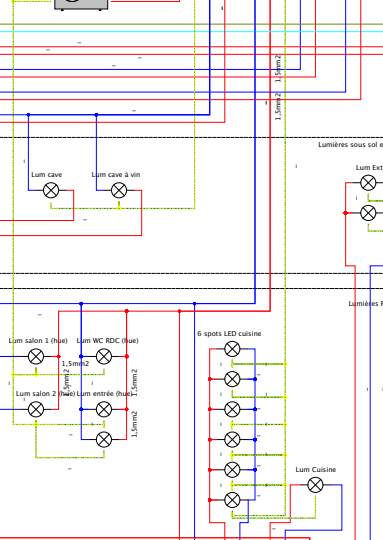 1,5mm2
1,5mm2
Lumières sous sol e
Lum cave
Lum cave à vin
Lum Ext
Lumières R
6 spots LED cuisine
Lum salon 1 (hue)
Lum WC RDC (hue)
1,5mm2
1,5mm2
1,5mm2
Lum salon 2 (hue)
Lum entrée (hue)
1,5mm2
Lum Cuisine